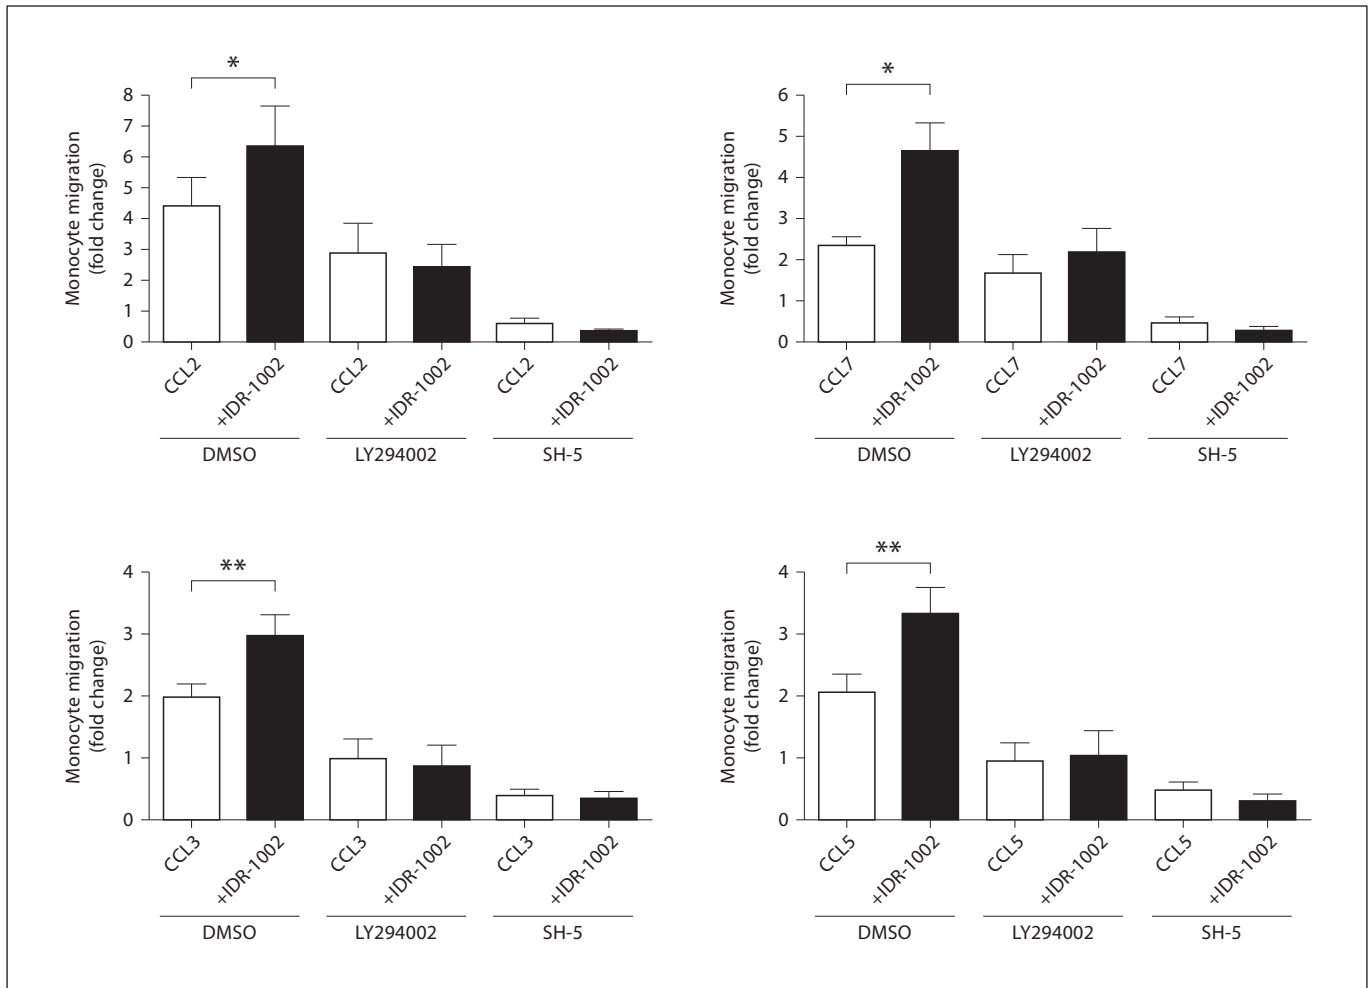 *
8
7
6
5
4
3
2
1
0
Monocyte migration
(fold change)
CCL2
+IDR-1002
CCL2
+IDR-1002
CCL2
+IDR-1002
DMSO
LY294002
SH-5
*
6
5
4
3
2
1
0
Monocyte migration
(fold change)
CCL7
+IDR-1002
CCL7
+IDR-1002
CCL7
+IDR-1002
DMSO
LY294002
SH-5
**
4
3
2
1
0
Monocyte migration
(fold change)
CCL3
+IDR-1002
CCL3
+IDR-1002
CCL3
+IDR-1002
DMSO
LY294002
SH-5
**
4
3
2
1
0
Monocyte migration
(fold change)
CCL5
+IDR-1002
CCL5
+IDR-1002
CCL5
+IDR-1002
DMSO
LY294002
SH-5